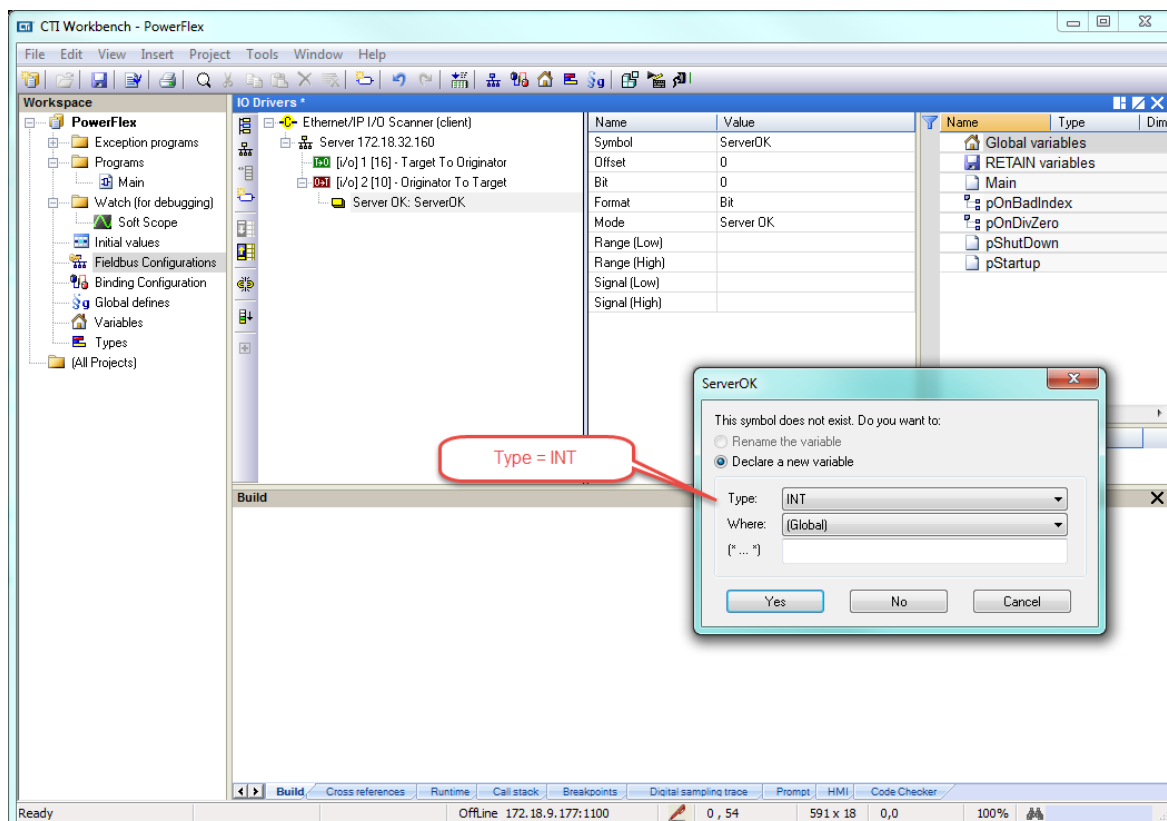 CTI CTI Workbench - PowerFlex
File Edit View Insert Project Tools Window Help
Workspace
PowerFlex
Exception programs
Programs
Main
Watch (for debugging)
Soft Scope
Initial values
Fieldbus Configurations
Binding Configuration
Global defines
Variables
Types
(All Projects)
IO Drivers *
Ethernet/IP I/O Scanner (client)
Server 172.18.32.160
[i/o] 1 [16] - Target To Originator
[i/o] 2 [10] - Originator To Target
Server OK: ServerOK
Name Value
Symbol ServerOK
Offset 0
Bit 0
Format Bit
Mode Server OK
Range (Low)
Range (High)
Signal (Low)
Signal (High)
Name Type Dim
Global variables
RETAIN variables
Main
pOnBadIndex
pOnDivZero
pShutDown
pStartup
ServerOK
This symbol does not exist. Do you want to:
Rename the variable
Declare a new variable
Type: INT
Where: (Global)
(* ... *)
Yes No Cancel
Type = INT
Build
Build Cross references Runtime Call stack Breakpoints Digital sampling trace Prompt HMI Code Checker
Ready OffLine 172.18.9.177:1100 0 , 54 591 x 18 0,0 100%